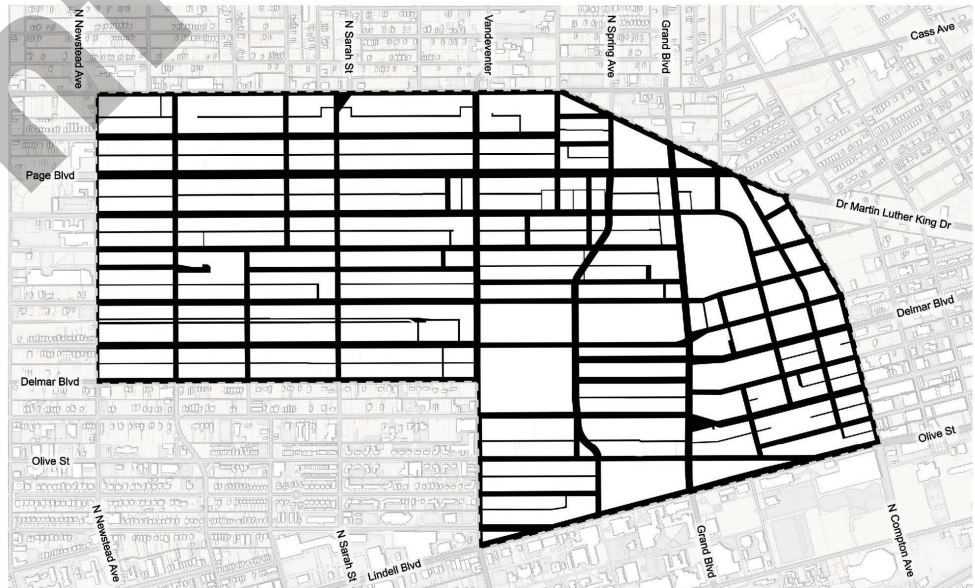 N Newstead Ave
N Sarah St
Vandeventer
N Spring Ave
Grand Blvd
Cass Ave
Page Blvd
Dr Martin Luther King Dr
Delmar Blvd
Delmar Blvd
Olive St
Olive St
N Newstead Ave
N Sarah St
Lindell Blvd
Grand Blvd
N Compton Ave